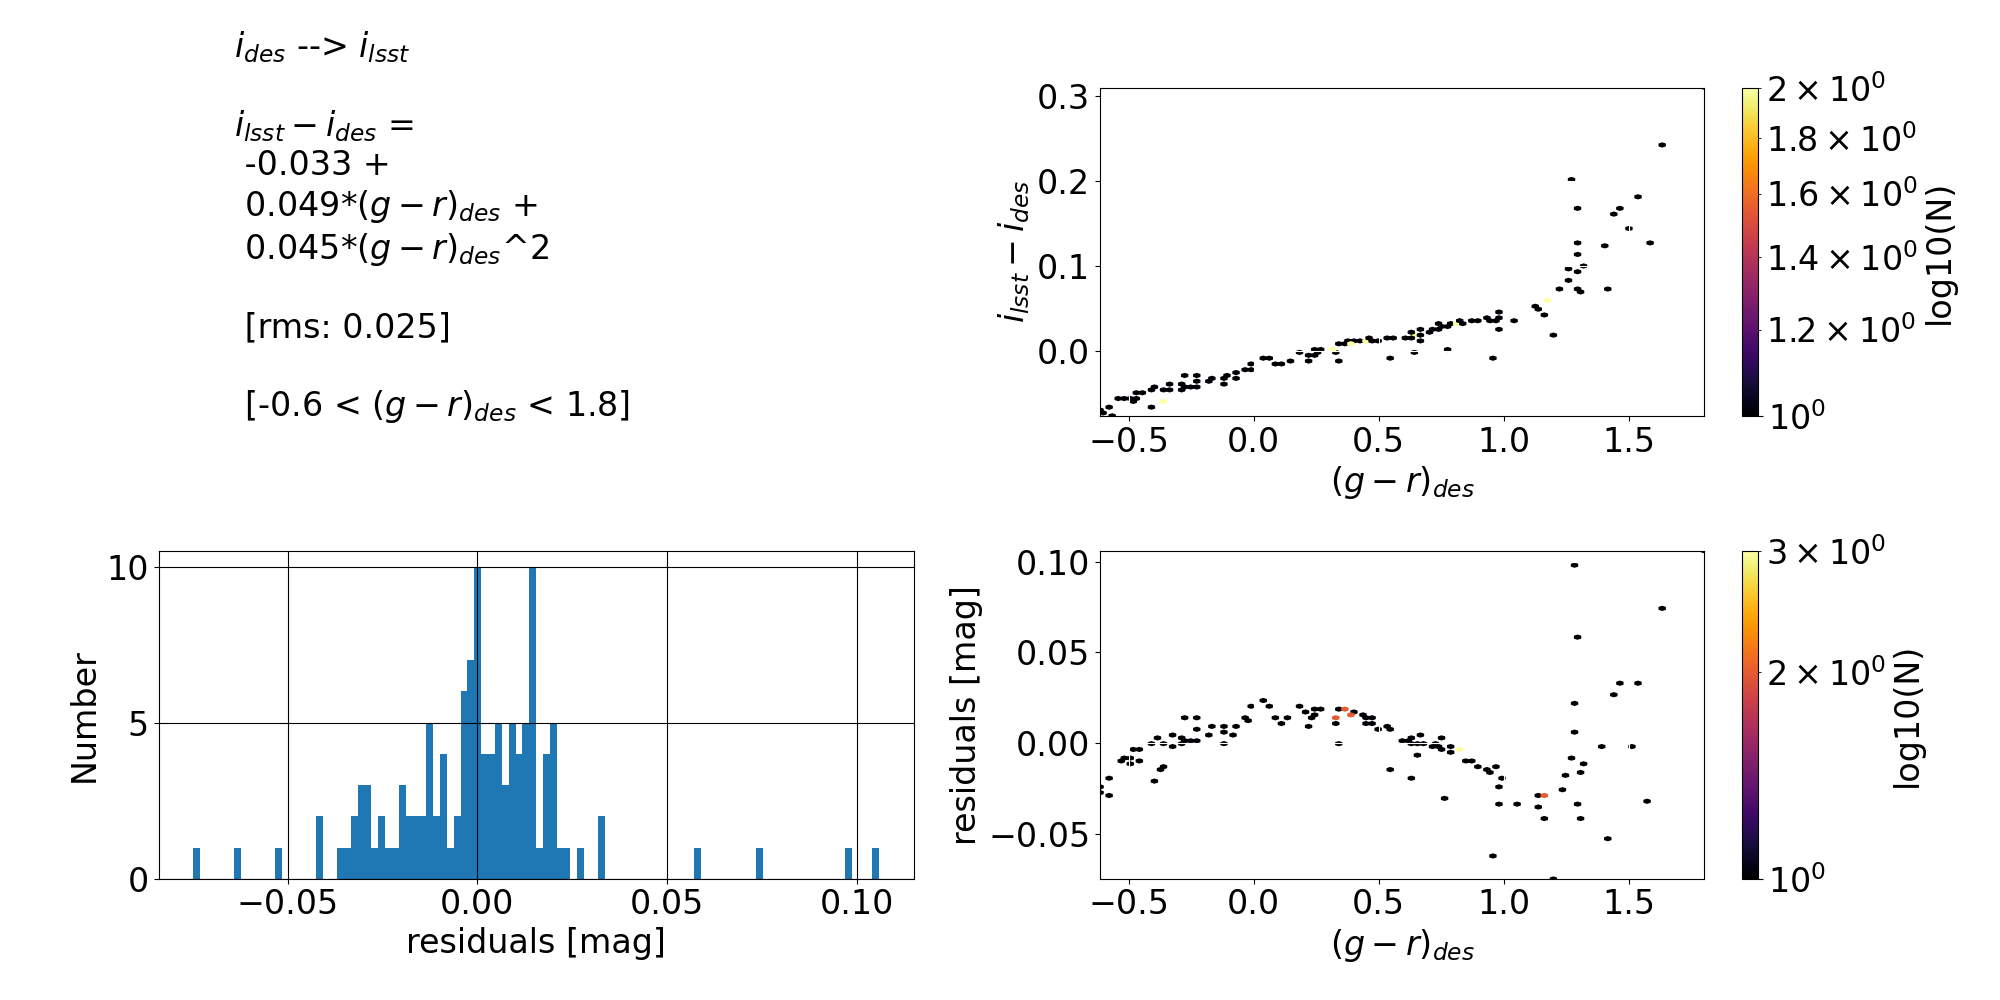 i_des --> i_lsst
i_lsst − i_des =
-0.033 +
0.049*(g − r)_des +
0.045*(g − r)_des^2
[rms: 0.025]
[-0.6 < (g − r)_des < 1.8]
0.3
0.2
0.1
0.0
i_lsst − i_des
−0.5 0.0 0.5 1.0 1.5
(g − r)_des
2 × 10^0
1.8 × 10^0
1.6 × 10^0
1.4 × 10^0
1.2 × 10^0
10^0
log10(N)
10
5
0
Number
−0.05 0.00 0.05 0.10
residuals [mag]
0.10
0.05
0.00
−0.05
residuals [mag]
−0.5 0.0 0.5 1.0 1.5
(g − r)_des
3 × 10^0
2 × 10^0
10^0
log10(N)